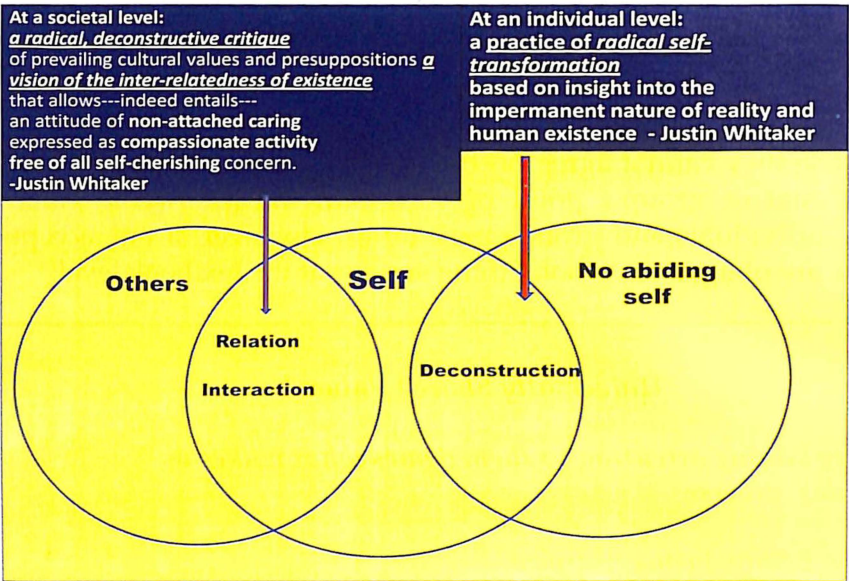 At a societal level:
a radical, deconstructive critique
of prevailing cultural values and presuppositions a
vision of the inter-relatedness of existence
that allows---indeed entails---
an attitude of non-attached caring
expressed as compassionate activity
free of all self-cherishing concern.
-Justin Whitaker
At an individual level:
a practice of radical self-
transformation
based on insight into the
impermanent nature of reality and
human existence - Justin Whitaker
Others
Self
No abiding
self
Relation
Interaction
Deconstruction